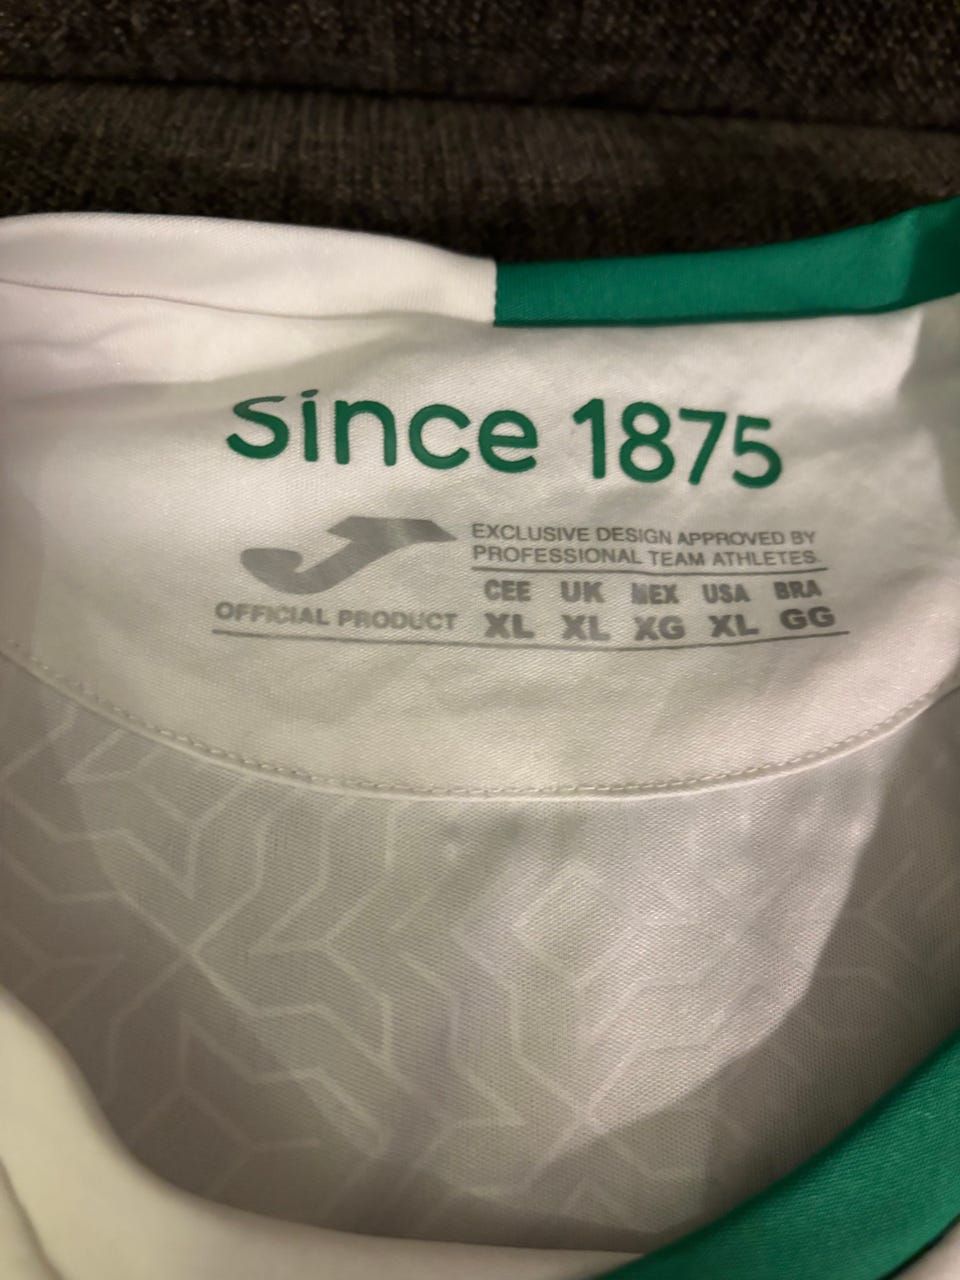 since 1875
EXCLUSIVE DESIGN APPROVED BY
PROFESSIONAL TEAM ATHLETES.
OFFICIAL PRODUCT
CEE UK MEX USA BRA
XL XL XG XL GG